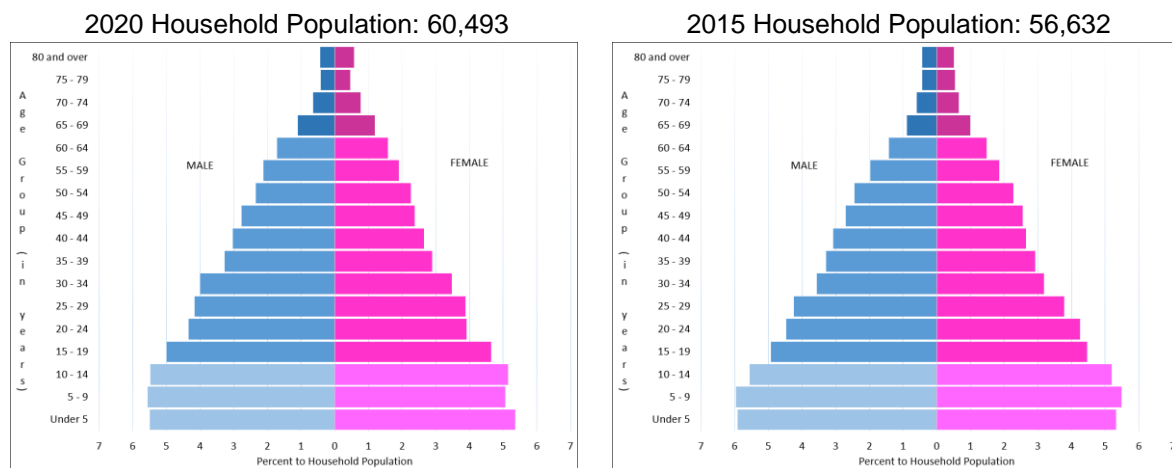 2020 Household Population: 60,493
80 and over
75 - 79
70 - 74
65 - 69
60 - 64
55 - 59
50 - 54
45 - 49
40 - 44
35 - 39
30 - 34
25 - 29
20 - 24
15 - 19
10 - 14
5 - 9
Under 5
Age Group (in years)
MALE
FEMALE
7 6 5 4 3 2 1 0 1 2 3 4 5 6 7
Percent to Household Population
2015 Household Population: 56,632
80 and over
75 - 79
70 - 74
65 - 69
60 - 64
55 - 59
50 - 54
45 - 49
40 - 44
35 - 39
30 - 34
25 - 29
20 - 24
15 - 19
10 - 14
5 - 9
Under 5
Age Group (in years)
MALE
FEMALE
7 6 5 4 3 2 1 0 1 2 3 4 5 6 7
Percent to Household Population